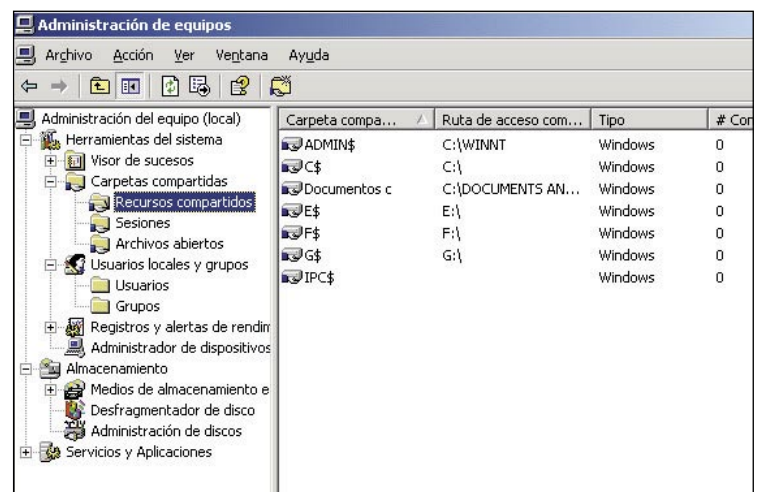 Administración de equipos
Archivo Acción Ver Ventana Ayuda
Administración del equipo (local)
Herramientas del sistema
Visor de sucesos
Carpetas compartidas
Recursos compartidos
Sesiones
Archivos abiertos
Usuarios locales y grupos
Usuarios
Grupos
Registros y alertas de rendim
Administrador de dispositivos
Almacenamiento
Medios de almacenamiento e
Desfragmentador de disco
Administración de discos
Servicios y Aplicaciones
Carpeta compa... Ruta de acceso com... Tipo # Con
ADMIN$ C:\WINNT Windows 0
C$ C:\ Windows 0
Documentos c C:\DOCUMENTS AN... Windows 0
E$ E:\ Windows 0
F$ F:\ Windows 0
G$ G:\ Windows 0
IPC$ Windows 0